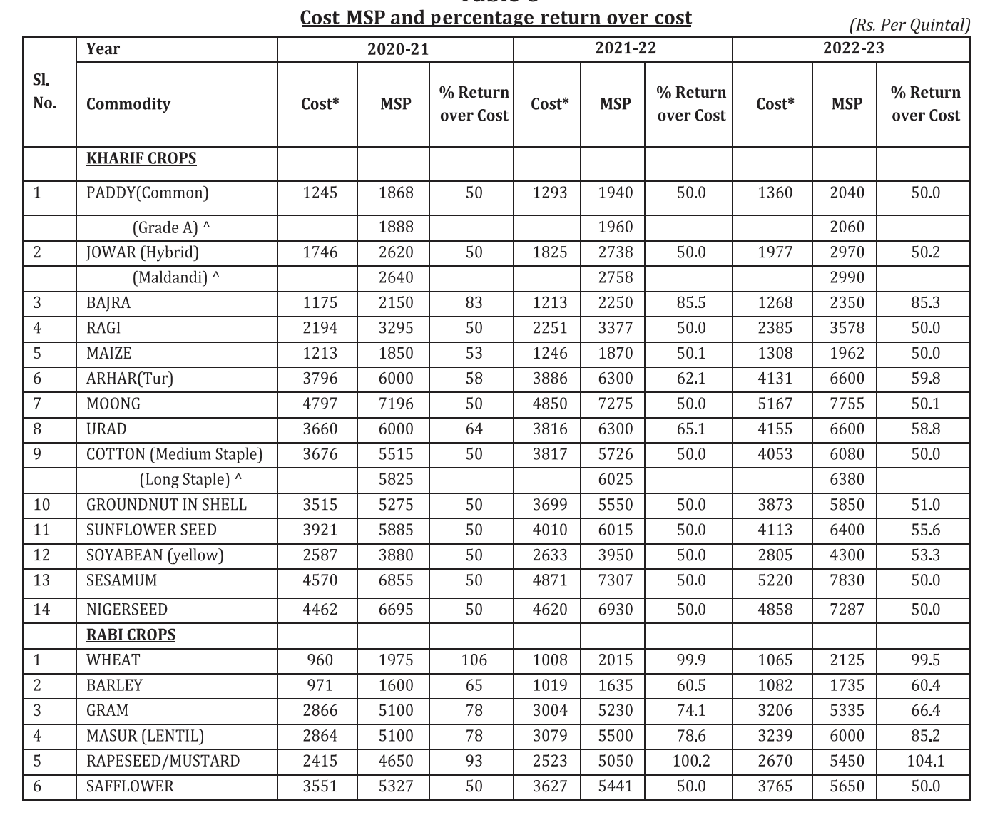 Cost MSP and percentage return over cost
(Rs. Per Quintal)
Sl. No. Year 2020-21 2021-22 2022-23
Commodity Cost* MSP % Return over Cost Cost* MSP % Return over Cost Cost* MSP % Return over Cost
KHARIF CROPS
1 PADDY(Common) 1245 1868 50 1293 1940 50.0 1360 2040 50.0
(Grade A) ^ 1888 1960 2060
2 JOWAR (Hybrid) 1746 2620 50 1825 2738 50.0 1977 2970 50.2
(Maldandi) ^ 2640 2758 2990
3 BAJRA 1175 2150 83 1213 2250 85.5 1268 2350 85.3
4 RAGI 2194 3295 50 2251 3377 50.0 2385 3578 50.0
5 MAIZE 1213 1850 53 1246 1870 50.1 1308 1962 50.0
6 ARHAR(Tur) 3796 6000 58 3886 6300 62.1 4131 6600 59.8
7 MOONG 4797 7196 50 4850 7275 50.0 5167 7755 50.1
8 URAD 3660 6000 64 3816 6300 65.1 4155 6600 58.8
9 COTTON (Medium Staple) 3676 5515 50 3817 5726 50.0 4053 6080 50.0
(Long Staple) ^ 5825 6025 6380
10 GROUNDNUT IN SHELL 3515 5275 50 3699 5550 50.0 3873 5850 51.0
11 SUNFLOWER SEED 3921 5885 50 4010 6015 50.0 4113 6400 55.6
12 SOYABEAN (yellow) 2587 3880 50 2633 3950 50.0 2805 4300 53.3
13 SESAMUM 4570 6855 50 4871 7307 50.0 5220 7830 50.0
14 NIGERSEED 4462 6695 50 4620 6930 50.0 4858 7287 50.0
RABI CROPS
1 WHEAT 960 1975 106 1008 2015 99.9 1065 2125 99.5
2 BARLEY 971 1600 65 1019 1635 60.5 1082 1735 60.4
3 GRAM 2866 5100 78 3004 5230 74.1 3206 5335 66.4
4 MASUR (LENTIL) 2864 5100 78 3079 5500 78.6 3239 6000 85.2
5 RAPESEED/MUSTARD 2415 4650 93 2523 5050 100.2 2670 5450 104.1
6 SAFFLOWER 3551 5327 50 3627 5441 50.0 3765 5650 50.0